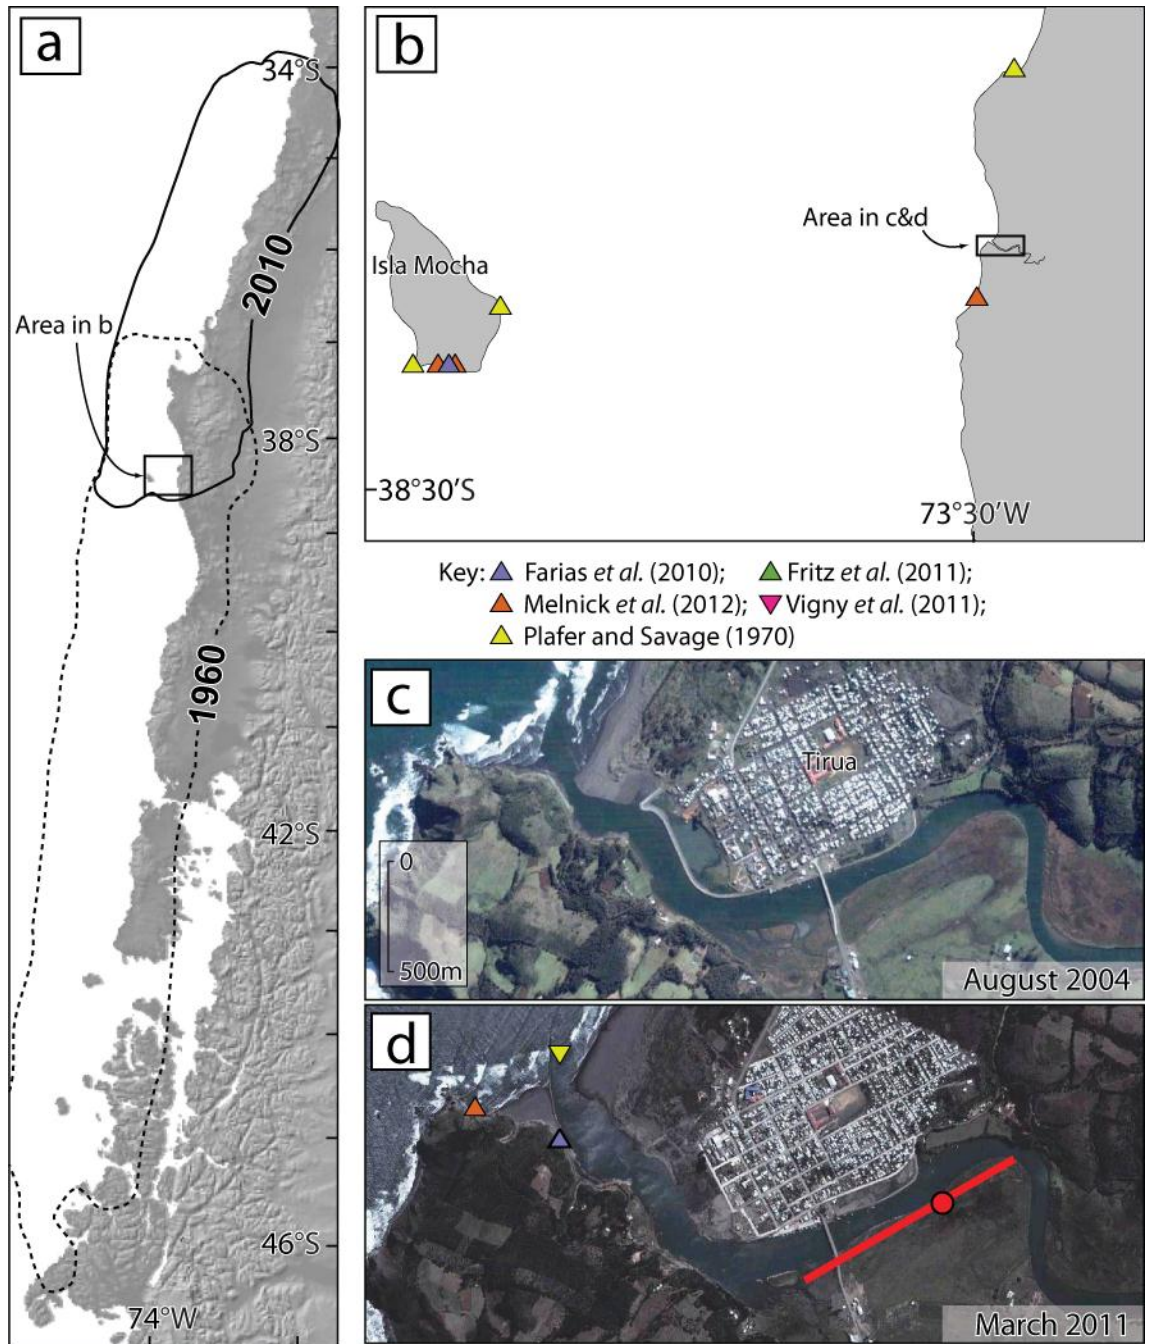 a
34°S
2010
Area in b
38°S
1960
42°S
46°S
74°W
b
Area in c&d
Isla Mocha
38°30'S
73°30'W
Key: Farias et al. (2010); Fritz et al. (2011);
Melnick et al. (2012); Vigny et al. (2011);
Plafer and Savage (1970)
c
Tirua
0
500m
August 2004
d
March 2011